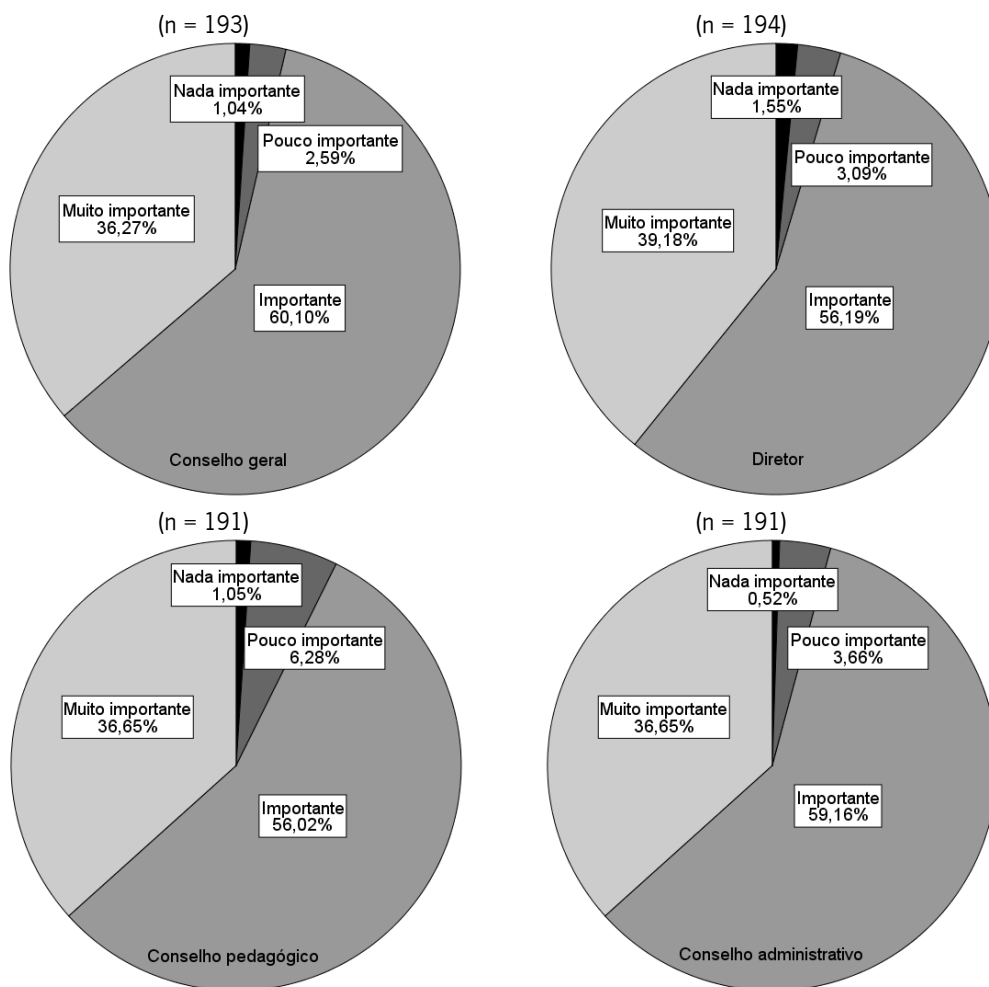 (n = 193)
Nada importante
1,04%
Pouco importante
2,59%
Muito importante
36,27%
Importante
60,10%
Conselho geral
(n = 194)
Nada importante
1,55%
Pouco importante
3,09%
Muito importante
39,18%
Importante
56,19%
Diretor
(n = 191)
Nada importante
1,05%
Pouco importante
6,28%
Muito importante
36,65%
Importante
56,02%
Conselho pedagógico
(n = 191)
Nada importante
0,52%
Pouco importante
3,66%
Muito importante
36,65%
Importante
59,16%
Conselho administrativo